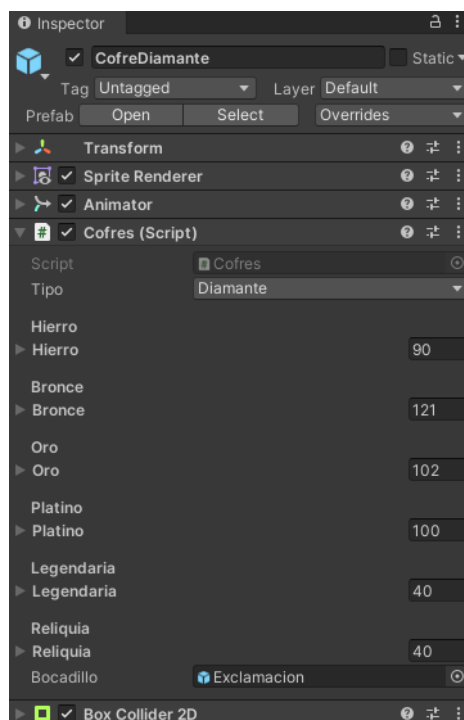 Inspector
CofreDiamante Static
Tag Untagged Layer Default
Prefab Open Select Overrides
Transform
Sprite Renderer
Animator
# Cofres (Script)
Script # Cofres
Tipo Diamante
Hierro
Hierro 90
Bronce
Bronce 121
Oro
Oro 102
Platino
Platino 100
Legendaria
Legendaria 40
Reliquia
Reliquia 40
Bocadillo Exclamacion
Box Collider 2D